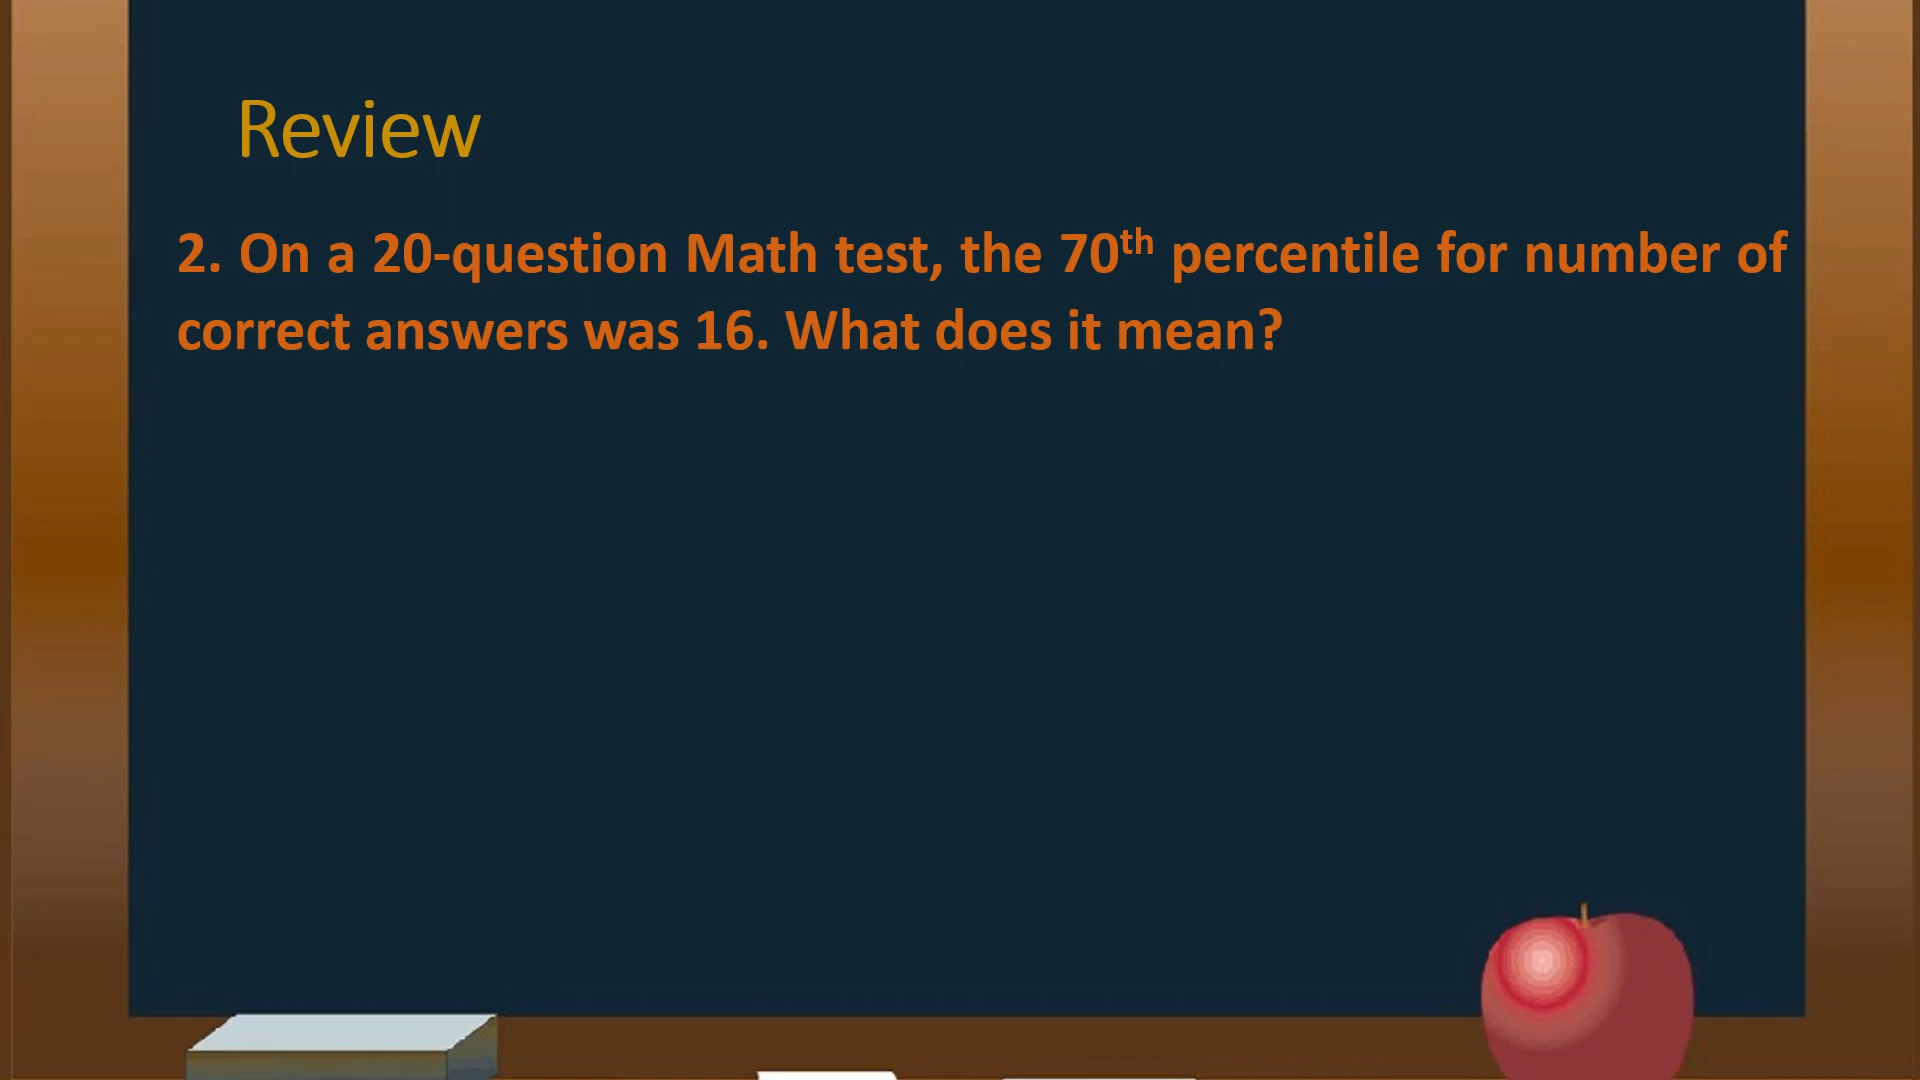 Review
2. On a 20-question Math test, the 70th percentile for number of
correct answers was 16. What does it mean?